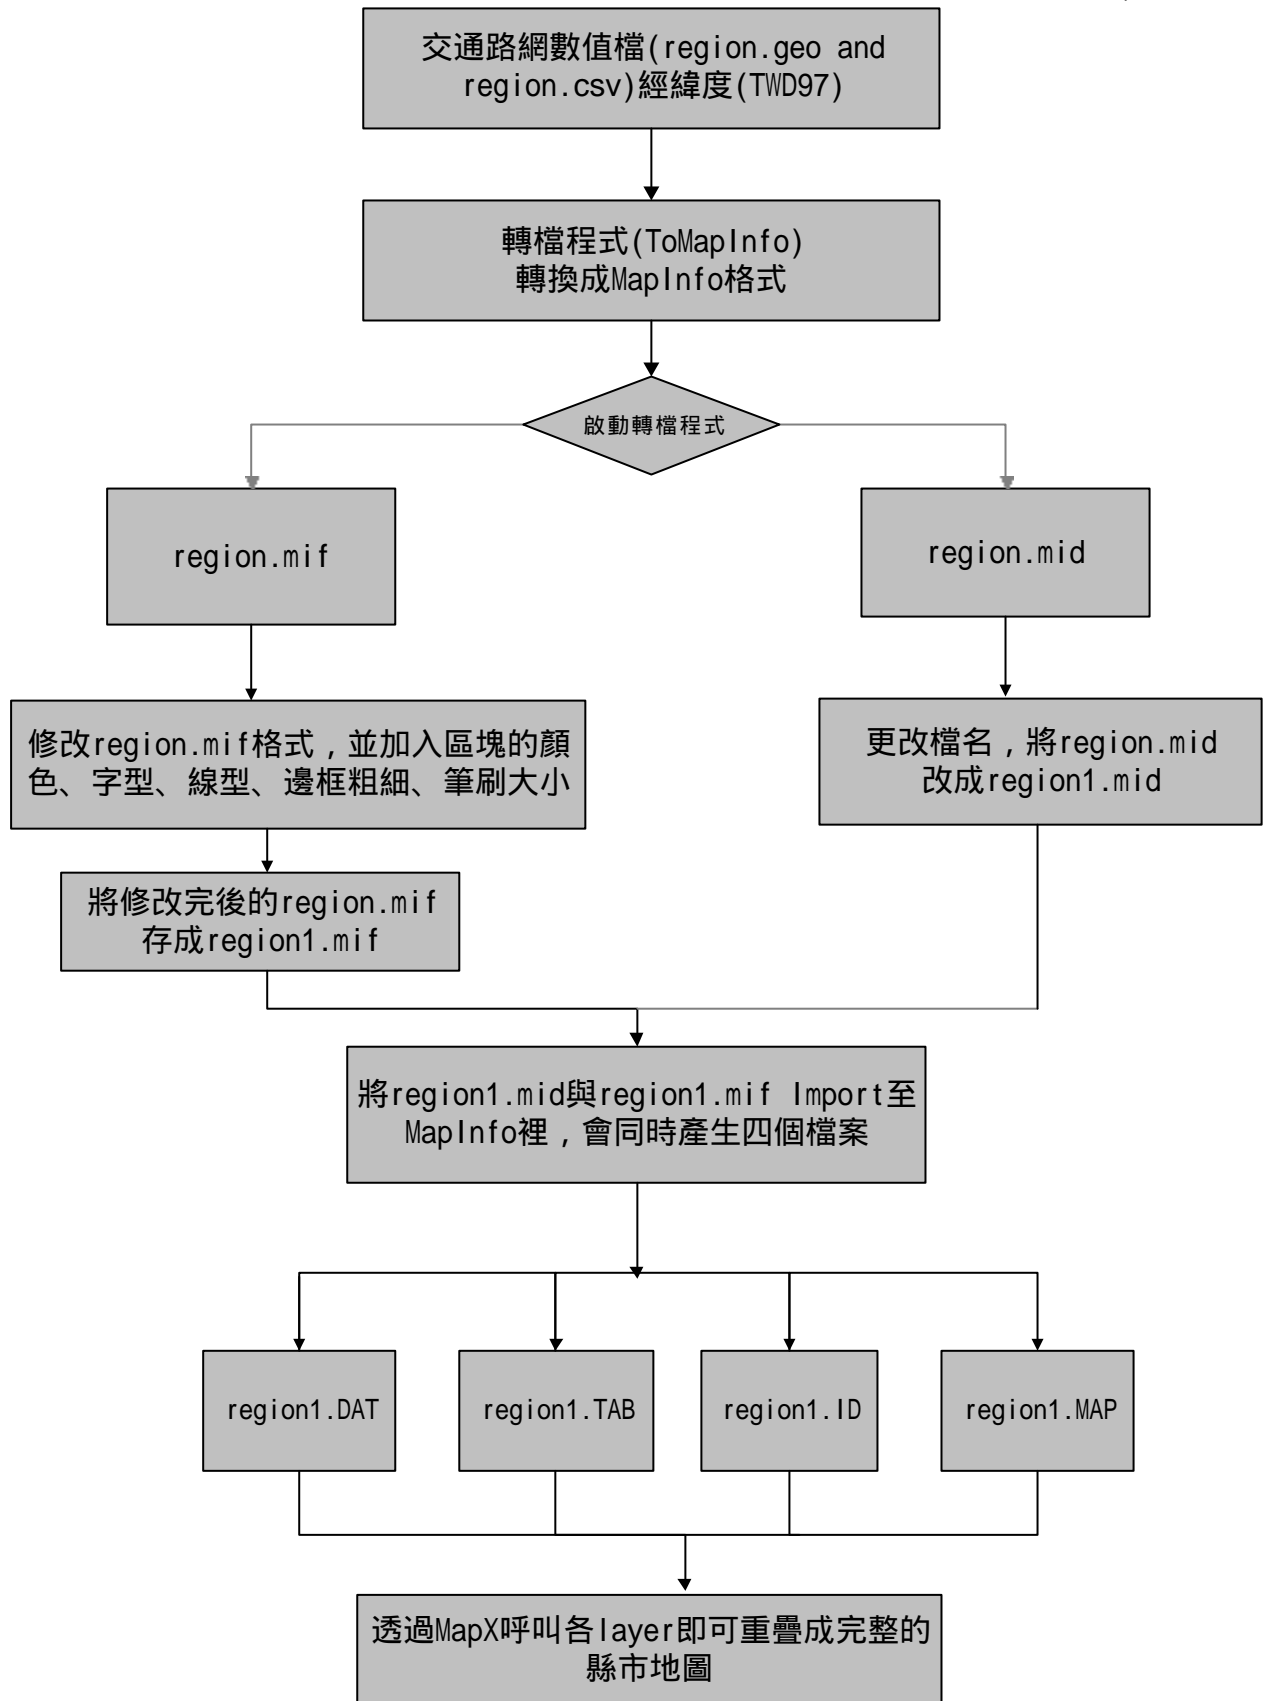 交通路網數值檔(region.geo and
region.csv)經緯度(TWD97)
轉檔程式(ToMapInfo)
轉換成MapInfo格式
啟動轉檔程式
region.mif
region.mid
修改region.mif格式，並加入區塊的顏
色、字型、線型、邊框粗細、筆刷大小
更改檔名，將region.mid
改成region1.mid
將修改完後的region.mif
存成region1.mif
將region1.mid與region1.mif Import至
MapInfo裡，會同時產生四個檔案
region1.DAT
region1.TAB
region1.ID
region1.MAP
透過MapX呼叫各layer即可重疊成完整的
縣市地圖